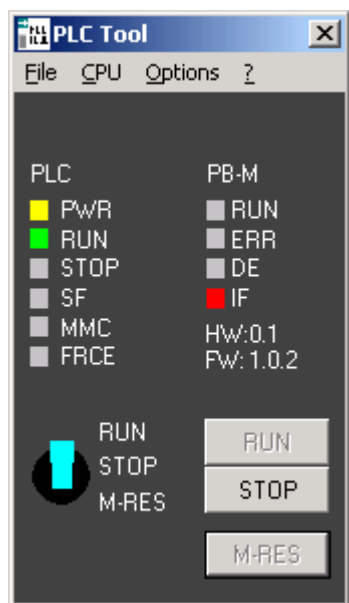 PLC Tool
File CPU Options ?
PLC
PWR
RUN
STOP
SF
MMC
FRCE
PB-M
RUN
ERR
DE
IF
HW:0.1
FW: 1.0.2
RUN
STOP
M-RES
RUN
STOP
M-RES